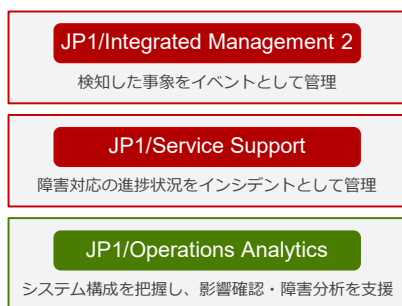 JP1/Integrated Management 2
検知した事象をイベントとして管理
JP1/Service Support
障害対応の進捗状況をインシデントとして管理
JP1/Operations Analytics
システム構成を把握し、影響確認・障害分析を支援